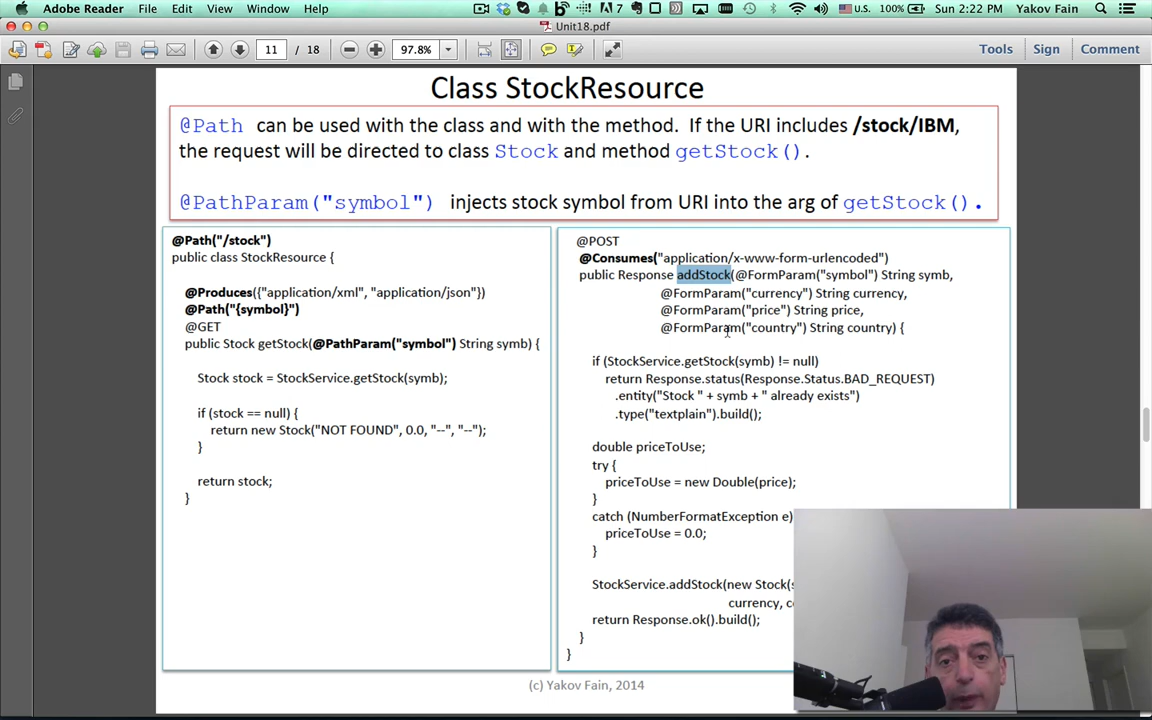 Adobe Reader File Edit View Window Help 7 U.S. 100% Sun 2:22 PM Yakov Fain
Unit18.pdf
11 / 18 97.8% Tools Sign Comment
Class StockResource
@Path can be used with the class and with the method. If the URI includes /stock/IBM,
the request will be directed to class Stock and method getStock().
@PathParam("symbol") injects stock symbol from URI into the arg of getStock().
@Path("/stock")
public class StockResource {
@Produces({"application/xml", "application/json"})
@Path("{symbol}")
@GET
public Stock getStock(@PathParam("symbol") String symb) {
Stock stock = StockService.getStock(symb);
if (stock == null) {
return new Stock("NOT FOUND", 0.0, "--", "--");
}
return stock;
}
@POST
@Consumes("application/x-www-form-urlencoded")
public Response addStock(@FormParam("symbol") String symb,
@FormParam("currency") String currency,
@FormParam("price") String price,
@FormParam("country") String country) {
if (StockService.getStock(symb) != null)
return Response.status(Response.Status.BAD_REQUEST)
.entity("Stock " + symb + " already exists")
.type("textplain").build();
double priceToUse;
try {
priceToUse = new Double(price);
}
catch (NumberFormatException e)
priceToUse = 0.0;
}
StockService.addStock(new Stock(
currency,
return Response.ok().build();
}
}
(c) Yakov Fain, 2014